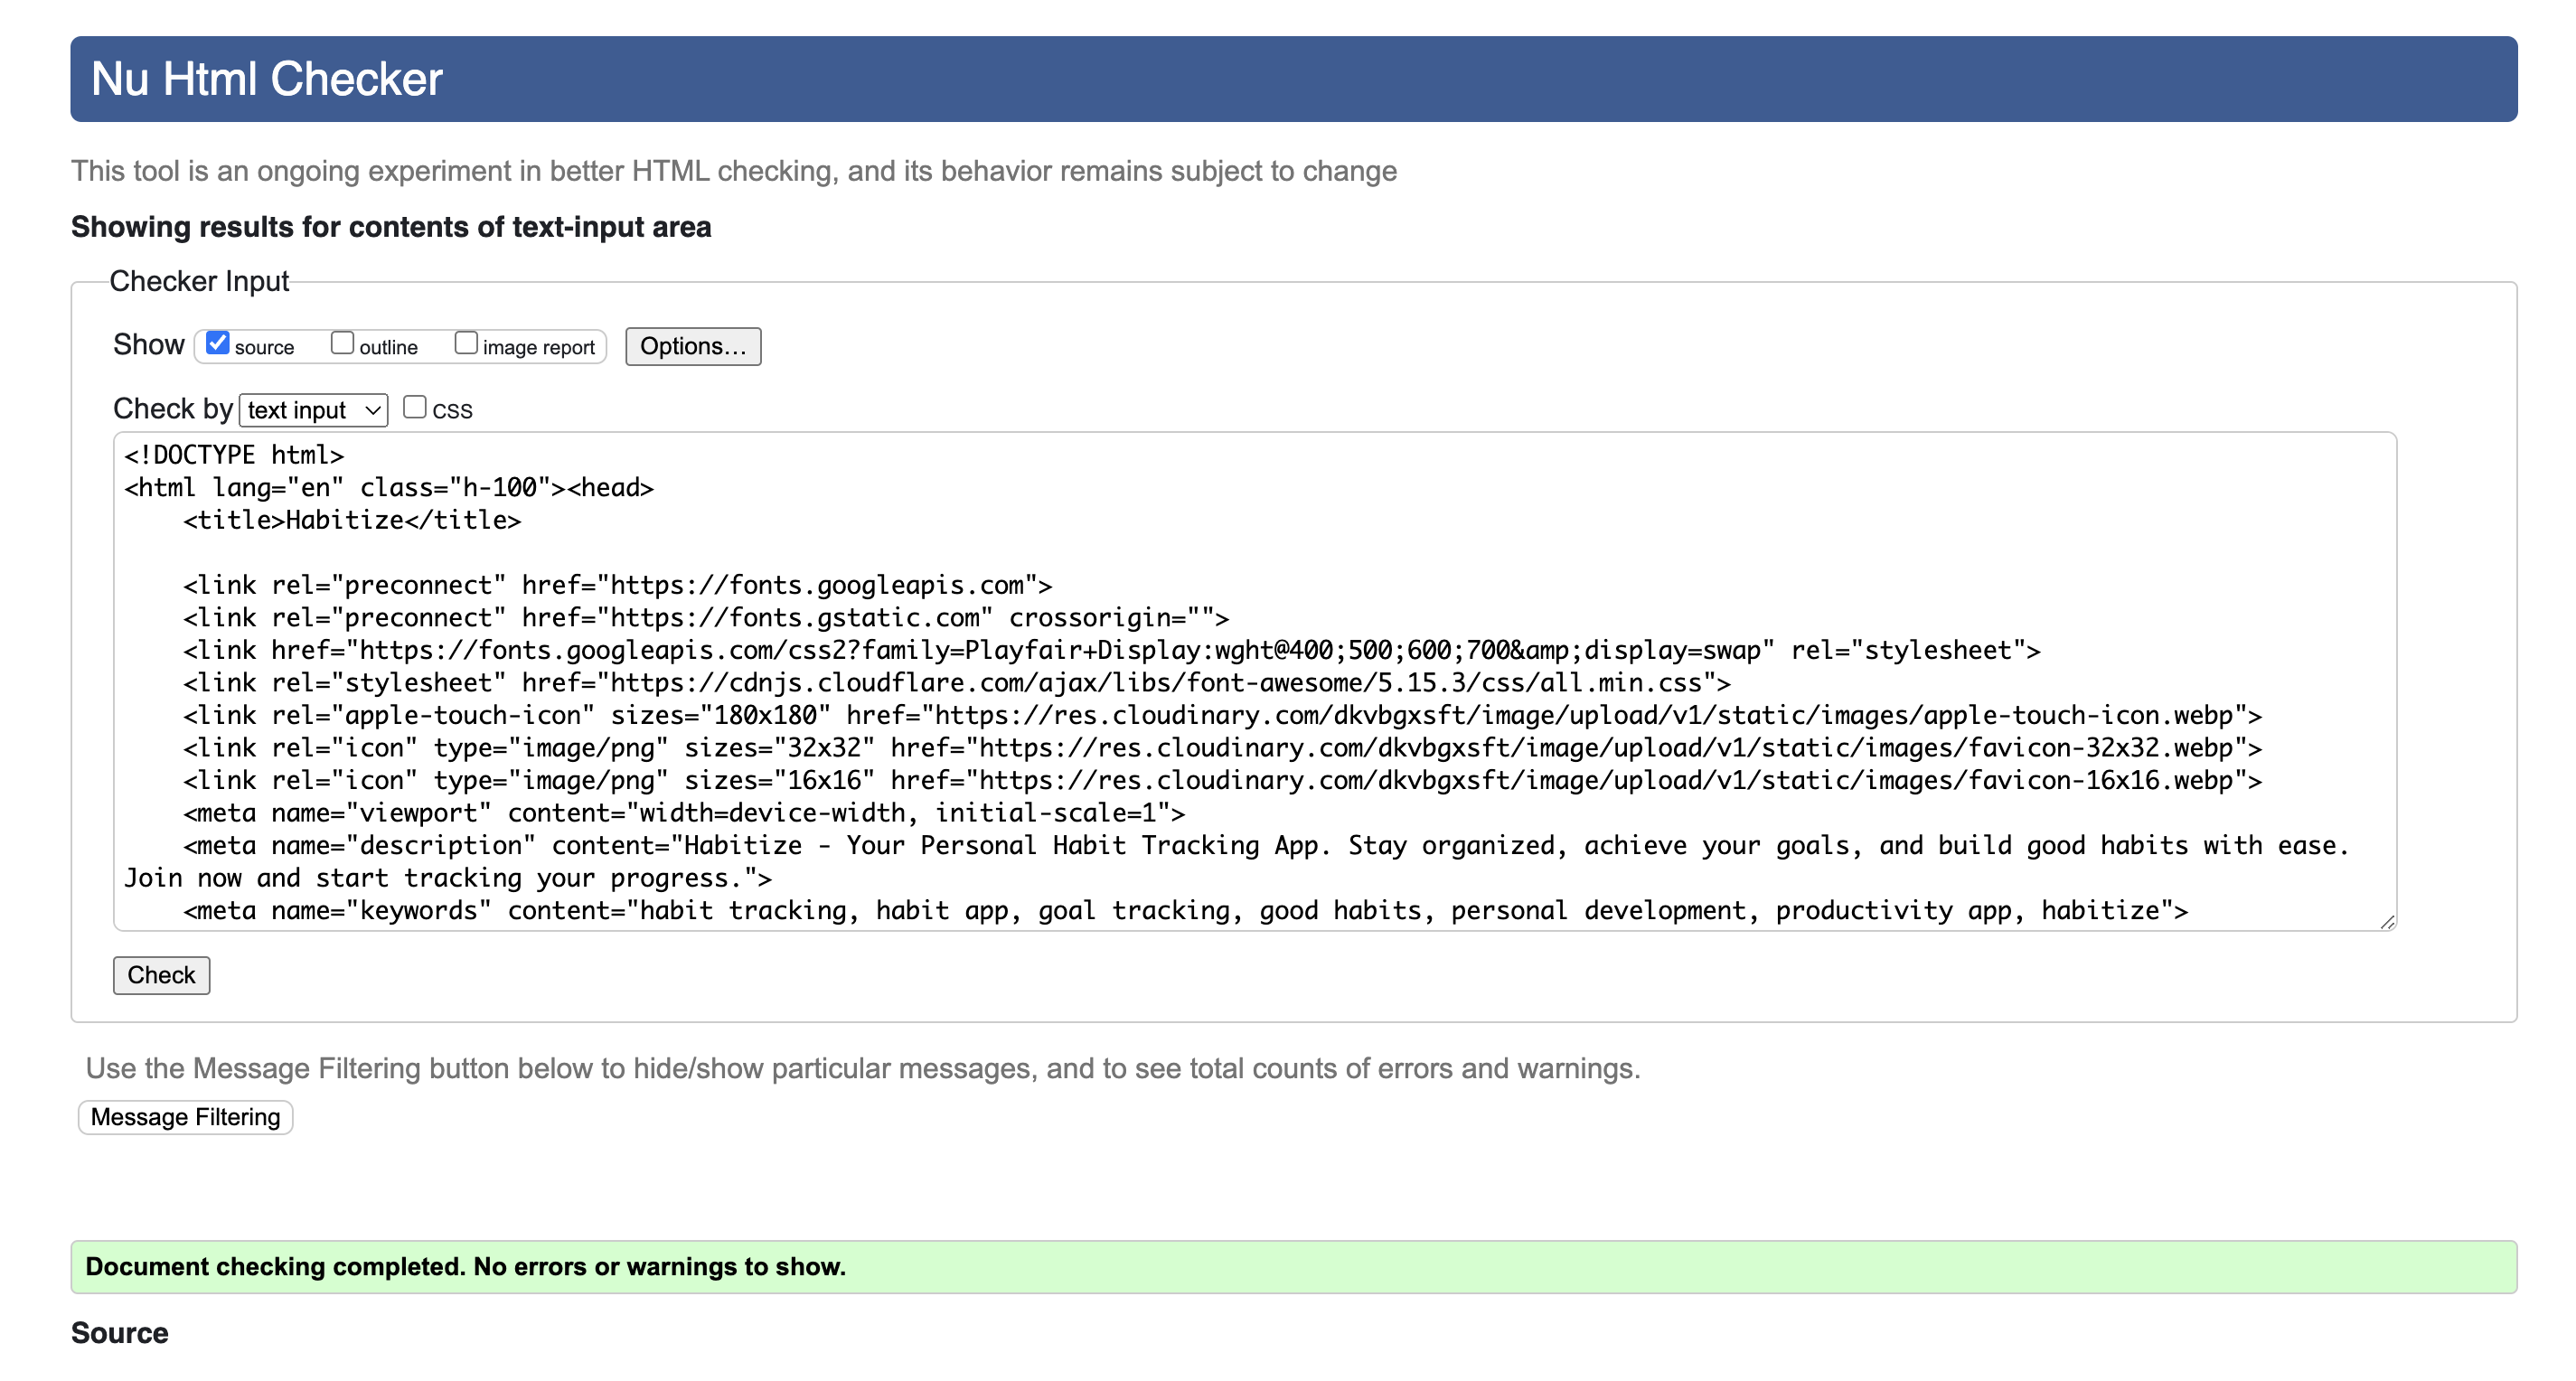 Nu Html Checker
This tool is an ongoing experiment in better HTML checking, and its behavior remains subject to change
Showing results for contents of text-input area
Checker Input
Show source outline image report Options...
Check by text input CSS
<!DOCTYPE html>
<html lang="en" class="h-100"><head>
    <title>Habitize</title>
    <link rel="preconnect" href="https://fonts.googleapis.com">
    <link rel="preconnect" href="https://fonts.gstatic.com" crossorigin="">
    <link href="https://fonts.googleapis.com/css2?family=Playfair+Display:wght@400;500;600;700&amp;display=swap" rel="stylesheet">
    <link rel="stylesheet" href="https://cdnjs.cloudflare.com/ajax/libs/font-awesome/5.15.3/css/all.min.css">
    <link rel="apple-touch-icon" sizes="180x180" href="https://res.cloudinary.com/dkvbgxsft/image/upload/v1/static/images/apple-touch-icon.webp">
    <link rel="icon" type="image/png" sizes="32x32" href="https://res.cloudinary.com/dkvbgxsft/image/upload/v1/static/images/favicon-32x32.webp">
    <link rel="icon" type="image/png" sizes="16x16" href="https://res.cloudinary.com/dkvbgxsft/image/upload/v1/static/images/favicon-16x16.webp">
    <meta name="viewport" content="width=device-width, initial-scale=1">
    <meta name="description" content="Habitize - Your Personal Habit Tracking App. Stay organized, achieve your goals, and build good habits with ease.
Join now and start tracking your progress.">
    <meta name="keywords" content="habit tracking, habit app, goal tracking, good habits, personal development, productivity app, habitize">
Check
Use the Message Filtering button below to hide/show particular messages, and to see total counts of errors and warnings.
Message Filtering
Document checking completed. No errors or warnings to show.
Source